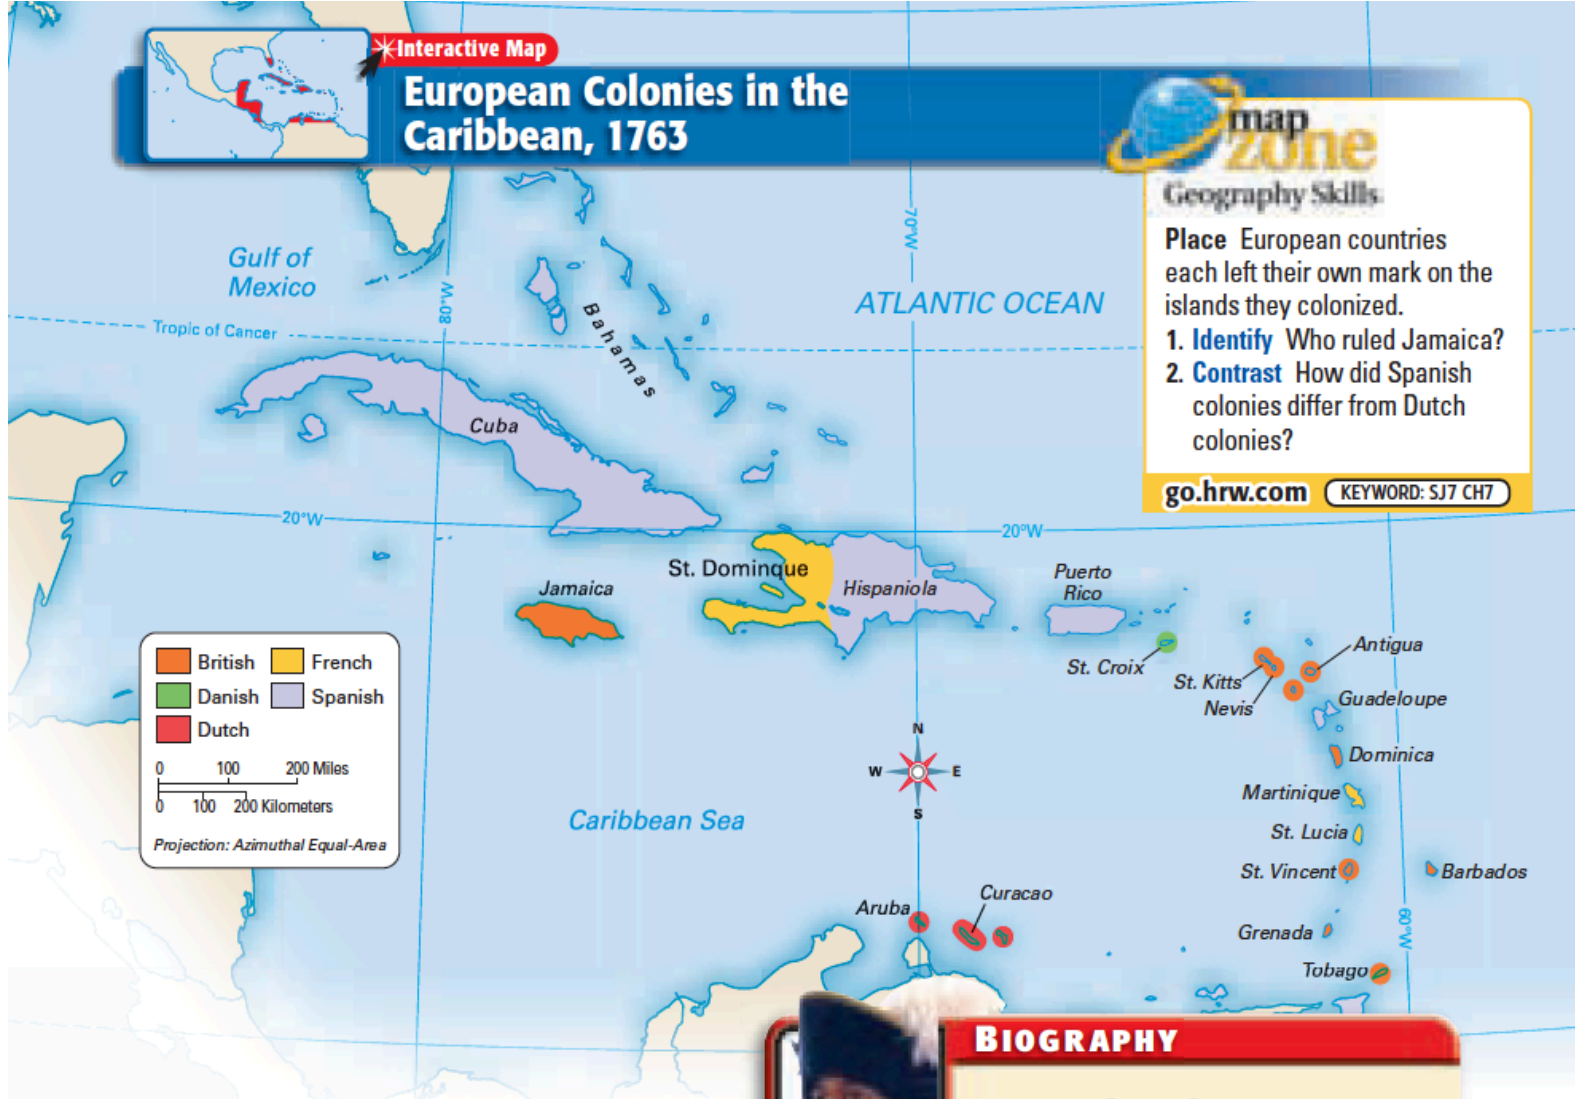 Interactive Map
European Colonies in the
Caribbean, 1763
map
zone
Geography Skills
Place European countries
each left their own mark on the
islands they colonized.
1. Identify Who ruled Jamaica?
2. Contrast How did Spanish
colonies differ from Dutch
colonies?
go.hrw.com KEYWORD: SJ7 CH7
Gulf of
Mexico
80°W
70°W
ATLANTIC OCEAN
Tropic of Cancer
Bahamas
Cuba
20°W
20°W
St. Dominque
Hispaniola
Jamaica
Puerto
Rico
St. Croix
St. Kitts
Nevis
Antigua
Guadeloupe
Dominica
Martinique
St. Lucia
St. Vincent
Barbados
Grenada
Tobago
60°W
British French
Danish Spanish
Dutch
0 100 200 Miles
0 100 200 Kilometers
Projection: Azimuthal Equal-Area
N
W E
S
Caribbean Sea
Aruba
Curacao
BIOGRAPHY